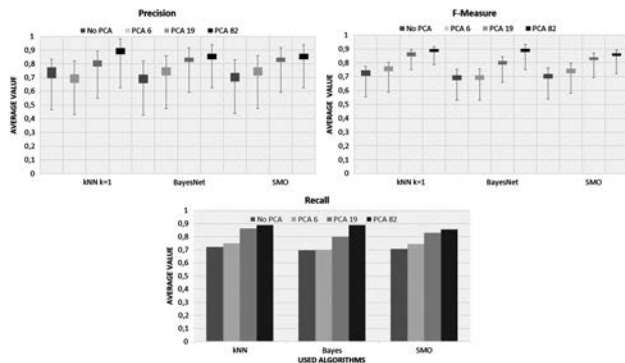 Precision
No PCA PCA 6 PCA 19 PCA 82
AVERAGE VALUE
1
0,9
0,8
0,7
0,6
0,5
0,4
0,3
0,2
0,1
0
kNN k=1 BayesNet SMO
F-Measure
No PCA PCA 6 PCA 19 PCA 82
AVERAGE VALUE
1
0,9
0,8
0,7
0,6
0,5
0,4
0,3
0,2
0,1
0
kNN k=1 BayesNet SMO
Recall
No PCA PCA 6 PCA 19 PCA 82
AVERAGE VALUE
1
0,9
0,8
0,7
0,6
0,5
0,4
0,3
0,2
0,1
0
kNN Bayes SMO
USED ALGORITHMS